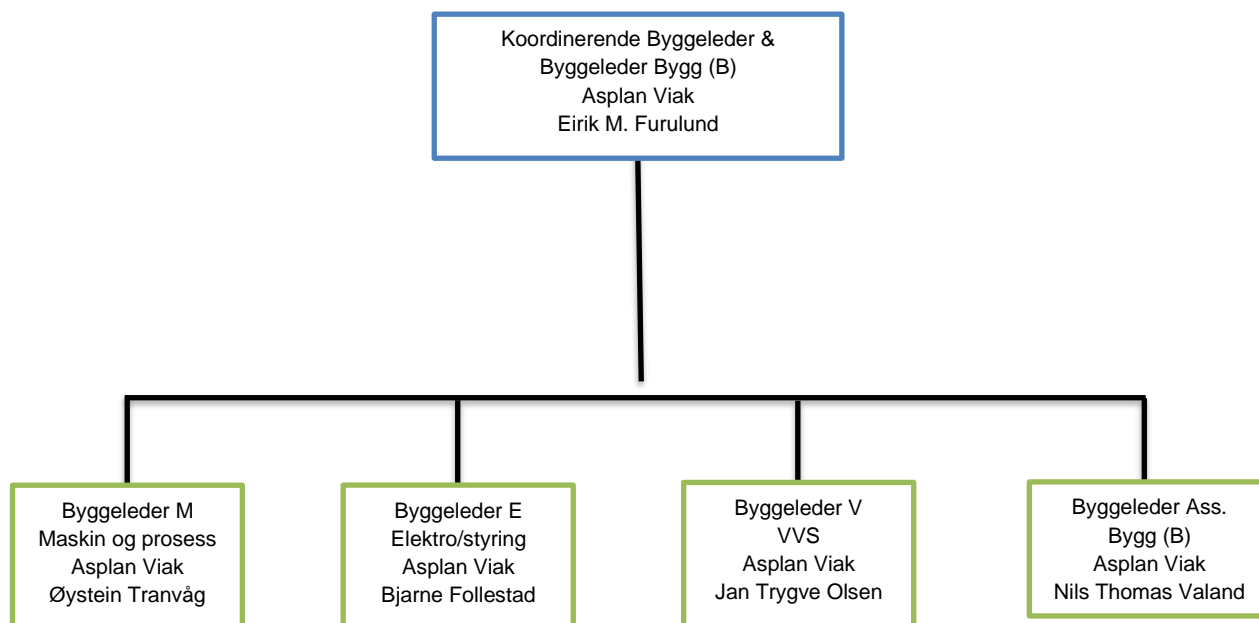 Koordinerende Byggeleder &
Byggeleder Bygg (B)
Asplan Viak
Eirik M. Furulund
Byggeleder M
Maskin og prosess
Asplan Viak
Øystein Tranvåg
Byggeleder E
Elektro/styring
Asplan Viak
Bjarne Follestad
Byggeleder V
VVS
Asplan Viak
Jan Trygve Olsen
Byggeleder Ass.
Bygg (B)
Asplan Viak
Nils Thomas Valand